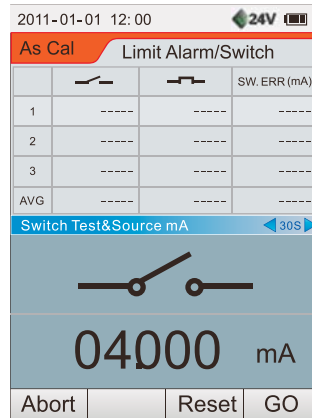 2011-01-01 12:00 24V
As Cal Limit Alarm/Switch
SW. ERR (mA)
1 ----- ----- -----
2 ----- ----- -----
3 ----- ----- -----
AVG ----- ----- -----
Switch Test&Source mA 30S
04.000 mA
Abort Reset GO